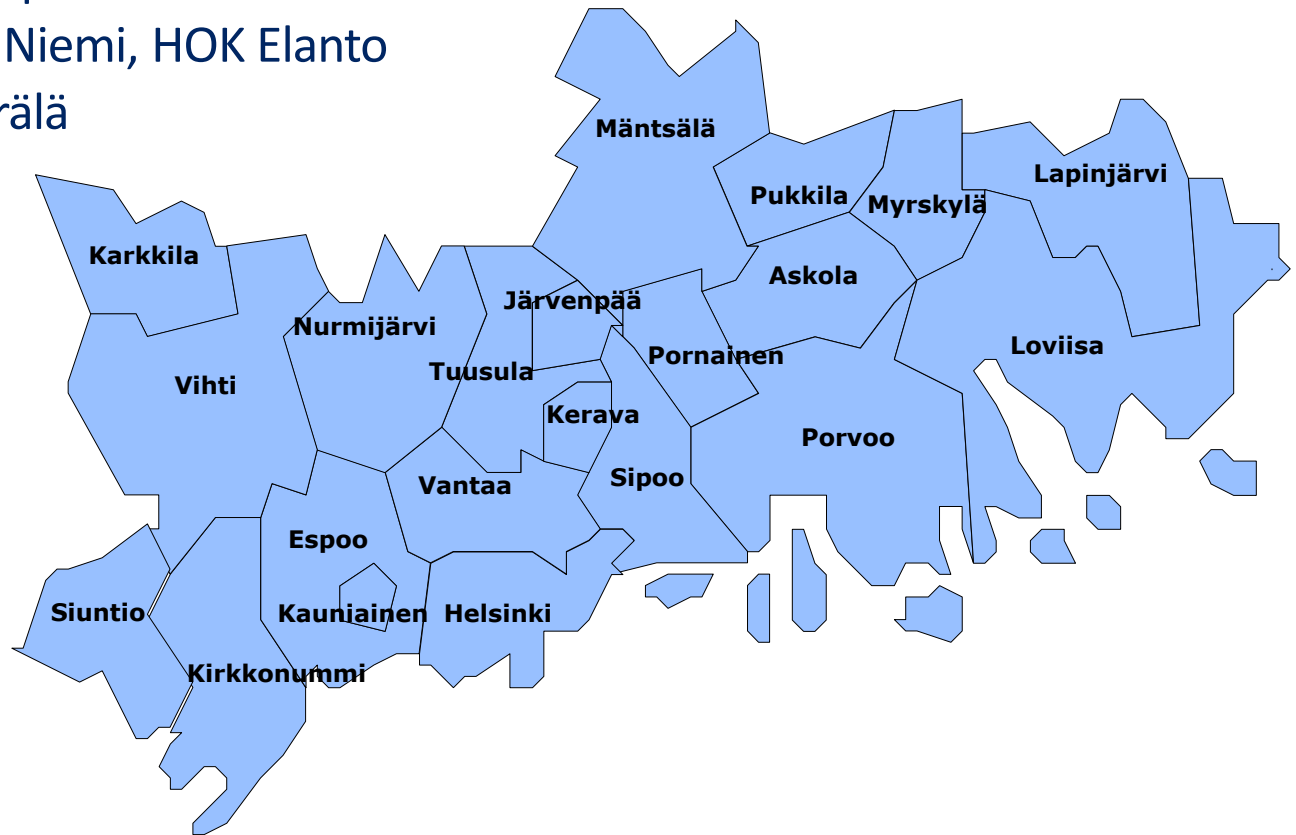 Niemi, HOK Elanto
Mäntsälä
Lapinjärvi
Pukkila
Myrskylä
Karkkila
Askola
Järvenpää
Nurmijärvi
Loviisa
Pornainen
Tuusula
Vihti
Kerava
Porvoo
Sipoo
Vantaa
Espoo
Siuntio
Kauniainen
Helsinki
Kirkkonummi